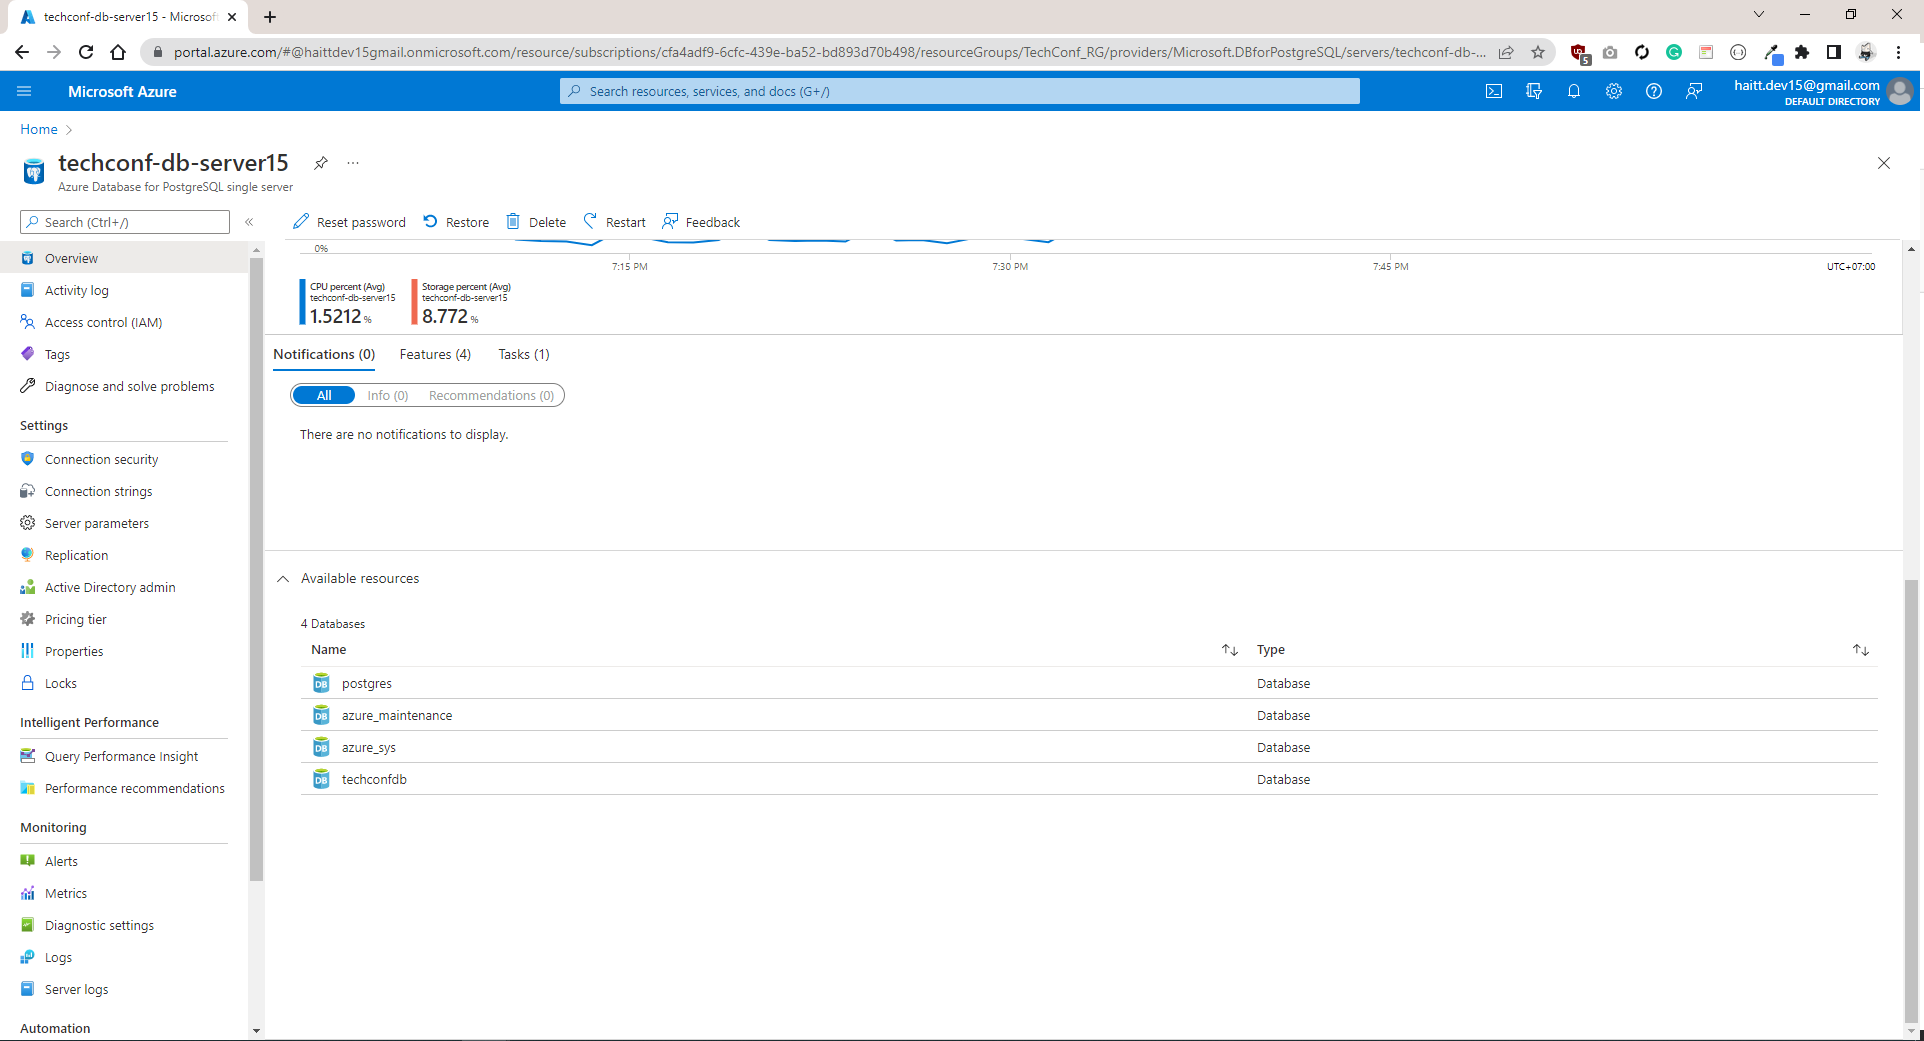 techconf-db-server15 - Microsof
portal.azure.com/#@haittdev15gmail.onmicrosoft.com/resource/subscriptions/cfa4adf9-6cfc-439e-ba52-bd893d70b498/resourceGroups/TechConf_RG/providers/Microsoft.DBforPostgreSQL/servers/techconf-db-...
5
Microsoft Azure
Search resources, services, and docs (G+/)
haitt.dev15@gmail.com
DEFAULT DIRECTORY
Home
techconf-db-server15
Azure Database for PostgreSQL single server
Search (Ctrl+/)
Reset password
Restore
Delete
Restart
Feedback
Overview
Activity log
Access control (IAM)
Tags
Diagnose and solve problems
Settings
Connection security
Connection strings
Server parameters
Replication
Active Directory admin
Pricing tier
Properties
Locks
Intelligent Performance
Query Performance Insight
Performance recommendations
Monitoring
Alerts
Metrics
Diagnostic settings
Logs
Server logs
Automation
0%
7:15 PM
7:30 PM
7:45 PM
UTC+07:00
CPU percent (Avg)
techconf-db-server15
1.5212 %
Storage percent (Avg)
techconf-db-server15
8.772 %
Notifications (0)
Features (4)
Tasks (1)
All
Info (0)
Recommendations (0)
There are no notifications to display.
Available resources
4 Databases
Name
Type
postgres
Database
azure_maintenance
Database
azure_sys
Database
techconfdb
Database